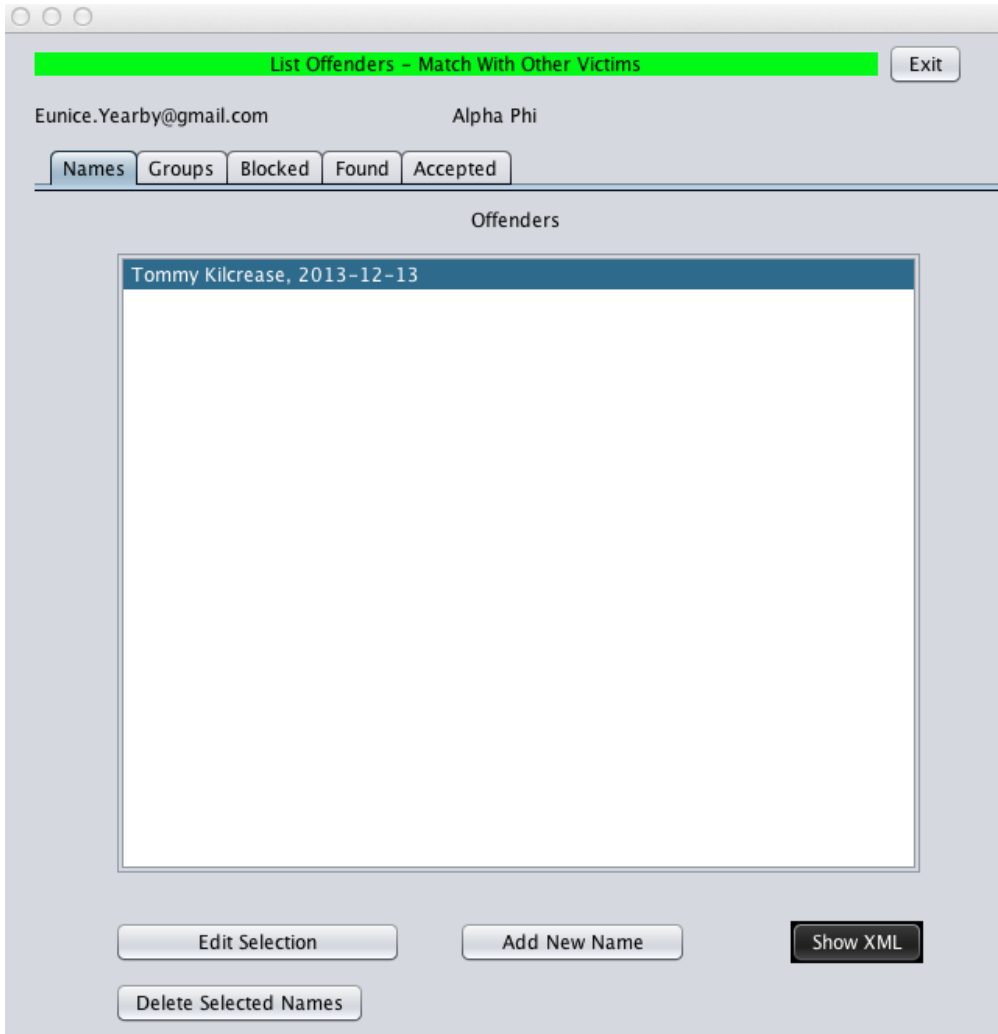 List Offenders – Match With Other Victims Exit
Eunice.Yearby@gmail.com Alpha Phi
Names Groups Blocked Found Accepted
Offenders
Tommy Kilcrease, 2013-12-13
Edit Selection Add New Name Show XML
Delete Selected Names